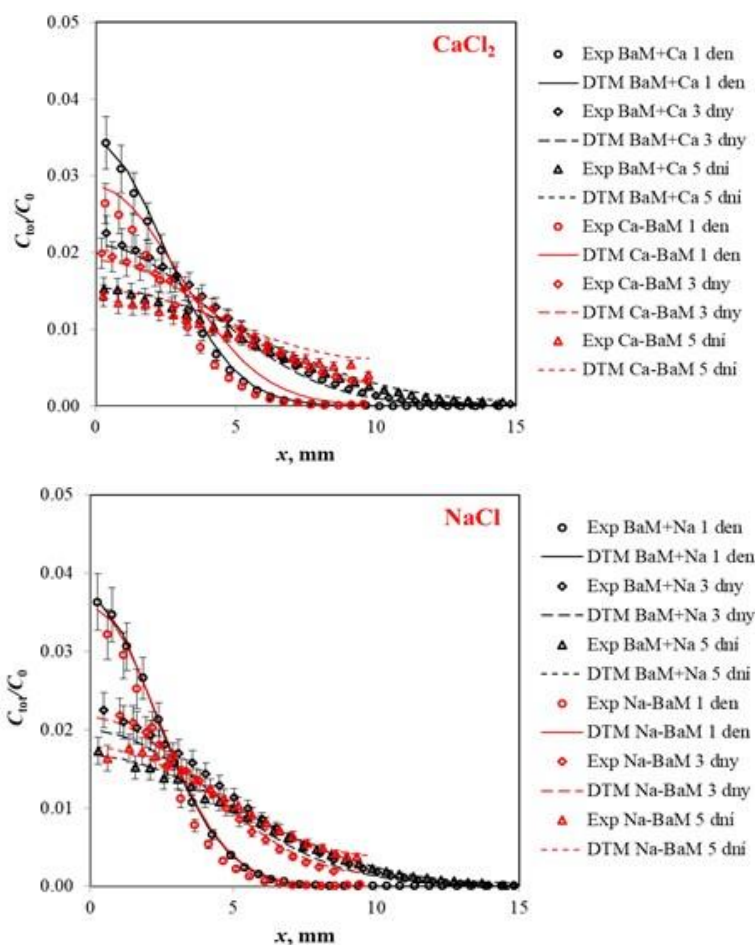 CaCl₂
0.05
0.04
0.03
0.02
0.01
0.00
Ctot/C0
0
5
10
15
x, mm
Exp BaM+Ca 1 den
DTM BaM+Ca 1 den
Exp BaM+Ca 3 dny
DTM BaM+Ca 3 dny
Exp BaM+Ca 5 dní
DTM BaM+Ca 5 dní
Exp Ca-BaM 1 den
DTM Ca-BaM 1 den
Exp Ca-BaM 3 dny
DTM Ca-BaM 3 dny
Exp Ca-BaM 5 dní
DTM Ca-BaM 5 dní
NaCl
0.05
0.04
0.03
0.02
0.01
0.00
Ctot/C0
0
5
10
15
x, mm
Exp BaM+Na 1 den
DTM BaM+Na 1 den
Exp BaM+Na 3 dny
DTM BaM+Na 3 dny
Exp BaM+Na 5 dní
DTM BaM+Na 5 dní
Exp Na-BaM 1 den
DTM Na-BaM 1 den
Exp Na-BaM 3 dny
DTM Na-BaM 3 dny
Exp Na-BaM 5 dní
DTM Na-BaM 5 dní